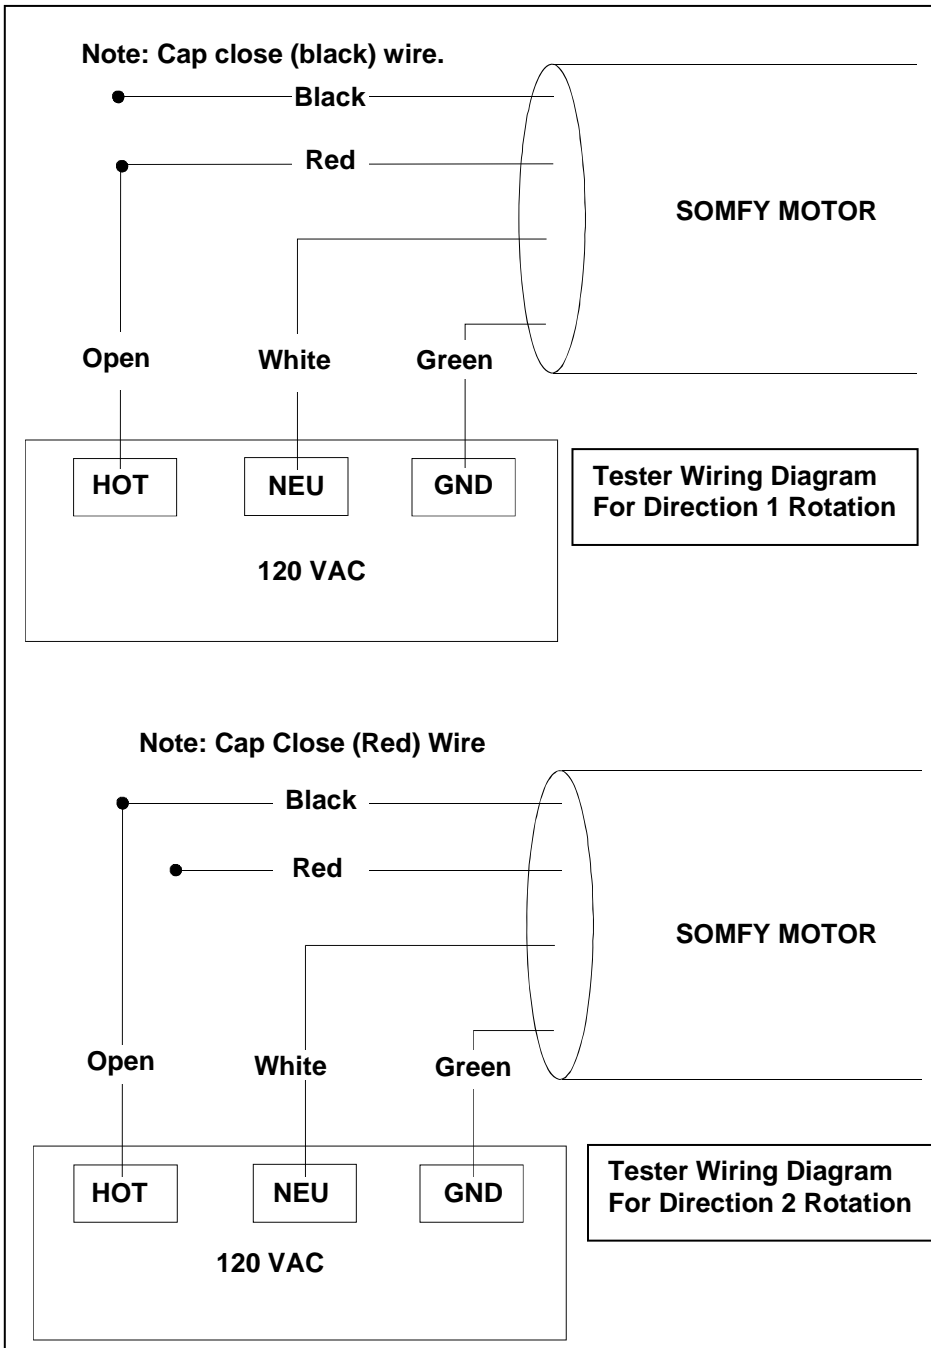 Note: Cap close (black) wire.
Black
Red
SOMFY MOTOR
Open
White
Green
HOT
NEU
GND
Tester Wiring Diagram
For Direction 1 Rotation
120 VAC
Note: Cap Close (Red) Wire
Black
Red
SOMFY MOTOR
Open
White
Green
HOT
NEU
GND
Tester Wiring Diagram
For Direction 2 Rotation
120 VAC